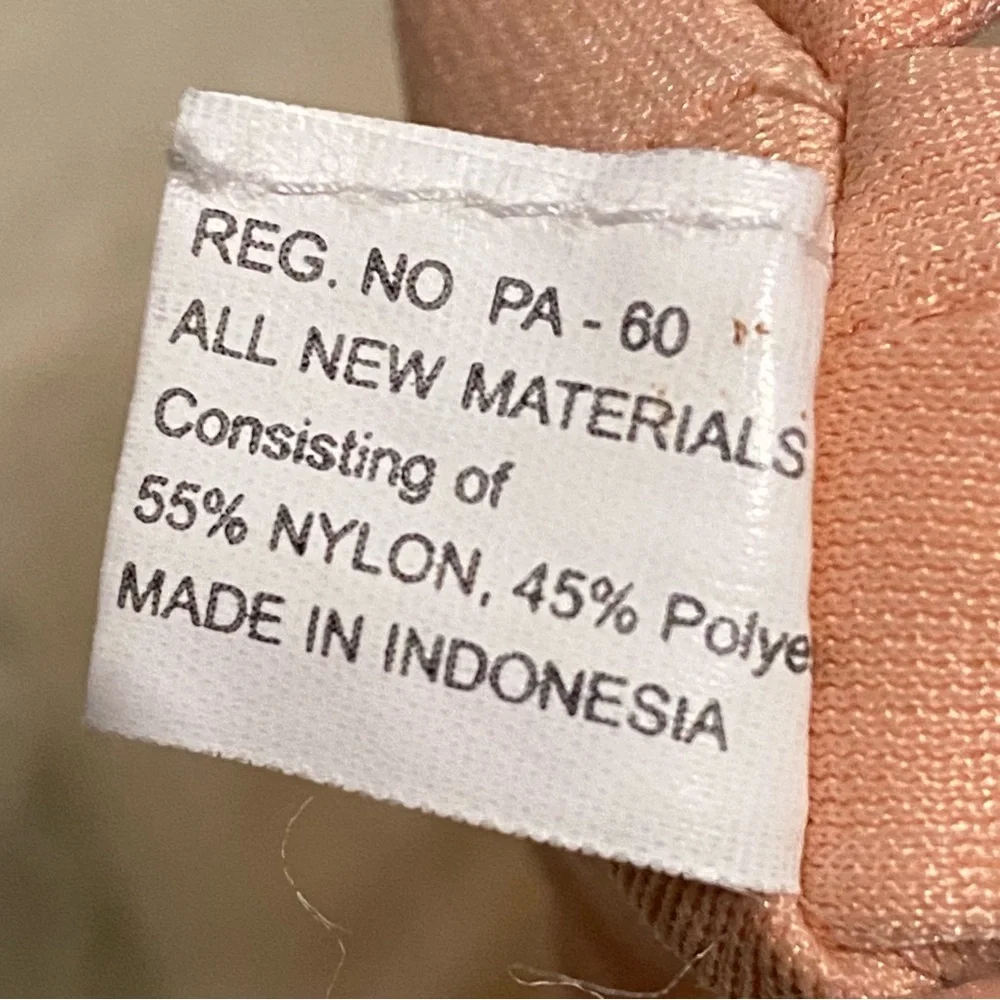 REG. NO PA - 60
ALL NEW MATERIALS
Consisting of
55% NYLON, 45% Polye
MADE IN INDONESIA